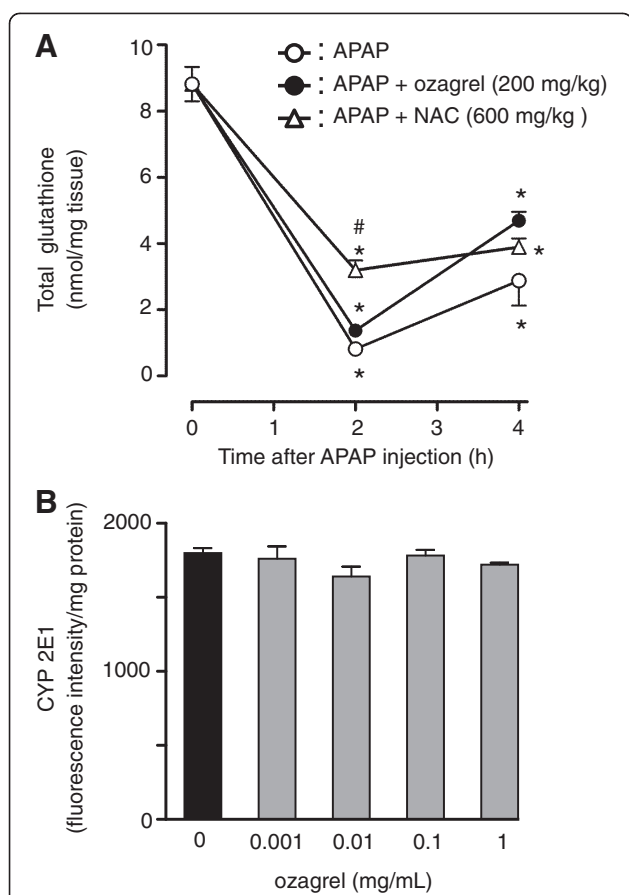 A
10
8
6
4
2
0
Total glutathione
(nmol/mg tissue)
: APAP
: APAP + ozagrel (200 mg/kg)
: APAP + NAC (600 mg/kg )
#
*
*
*
*
*
*
0 1 2 3 4
Time after APAP injection (h)
B
2000
1000
0
CYP 2E1
(fluorescence intensity/mg protein)
0 0.001 0.01 0.1 1
ozagrel (mg/mL)